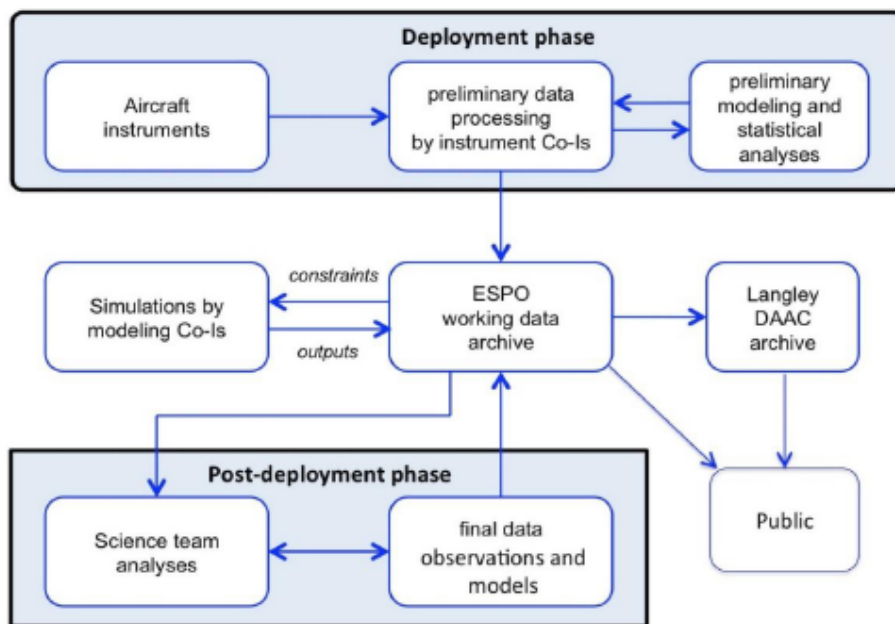 Deployment phase
Aircraft
instruments
preliminary data
processing
by instrument Co-Is
preliminary
modeling and
statistical
analyses
Simulations by
modeling Co-Is
constraints
outputs
ESPO
working data
archive
Langley
DAAC
archive
Post-deployment phase
Science team
analyses
final data
observations and
models
Public